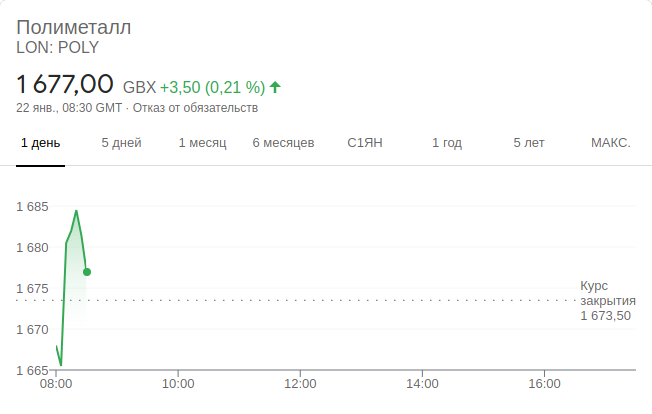 Полиметалл
LON: POLY
1 677,00 GBX +3,50 (0,21 %)
22 янв., 08:30 GMT · Отказ от обязательств
1 день 5 дней 1 месяц 6 месяцев С1ЯН 1 год 5 лет МАКС.
1 685
1 680
1 675
1 670
1 665
Курс
закрытия
1 673,50
08:00 10:00 12:00 14:00 16:00